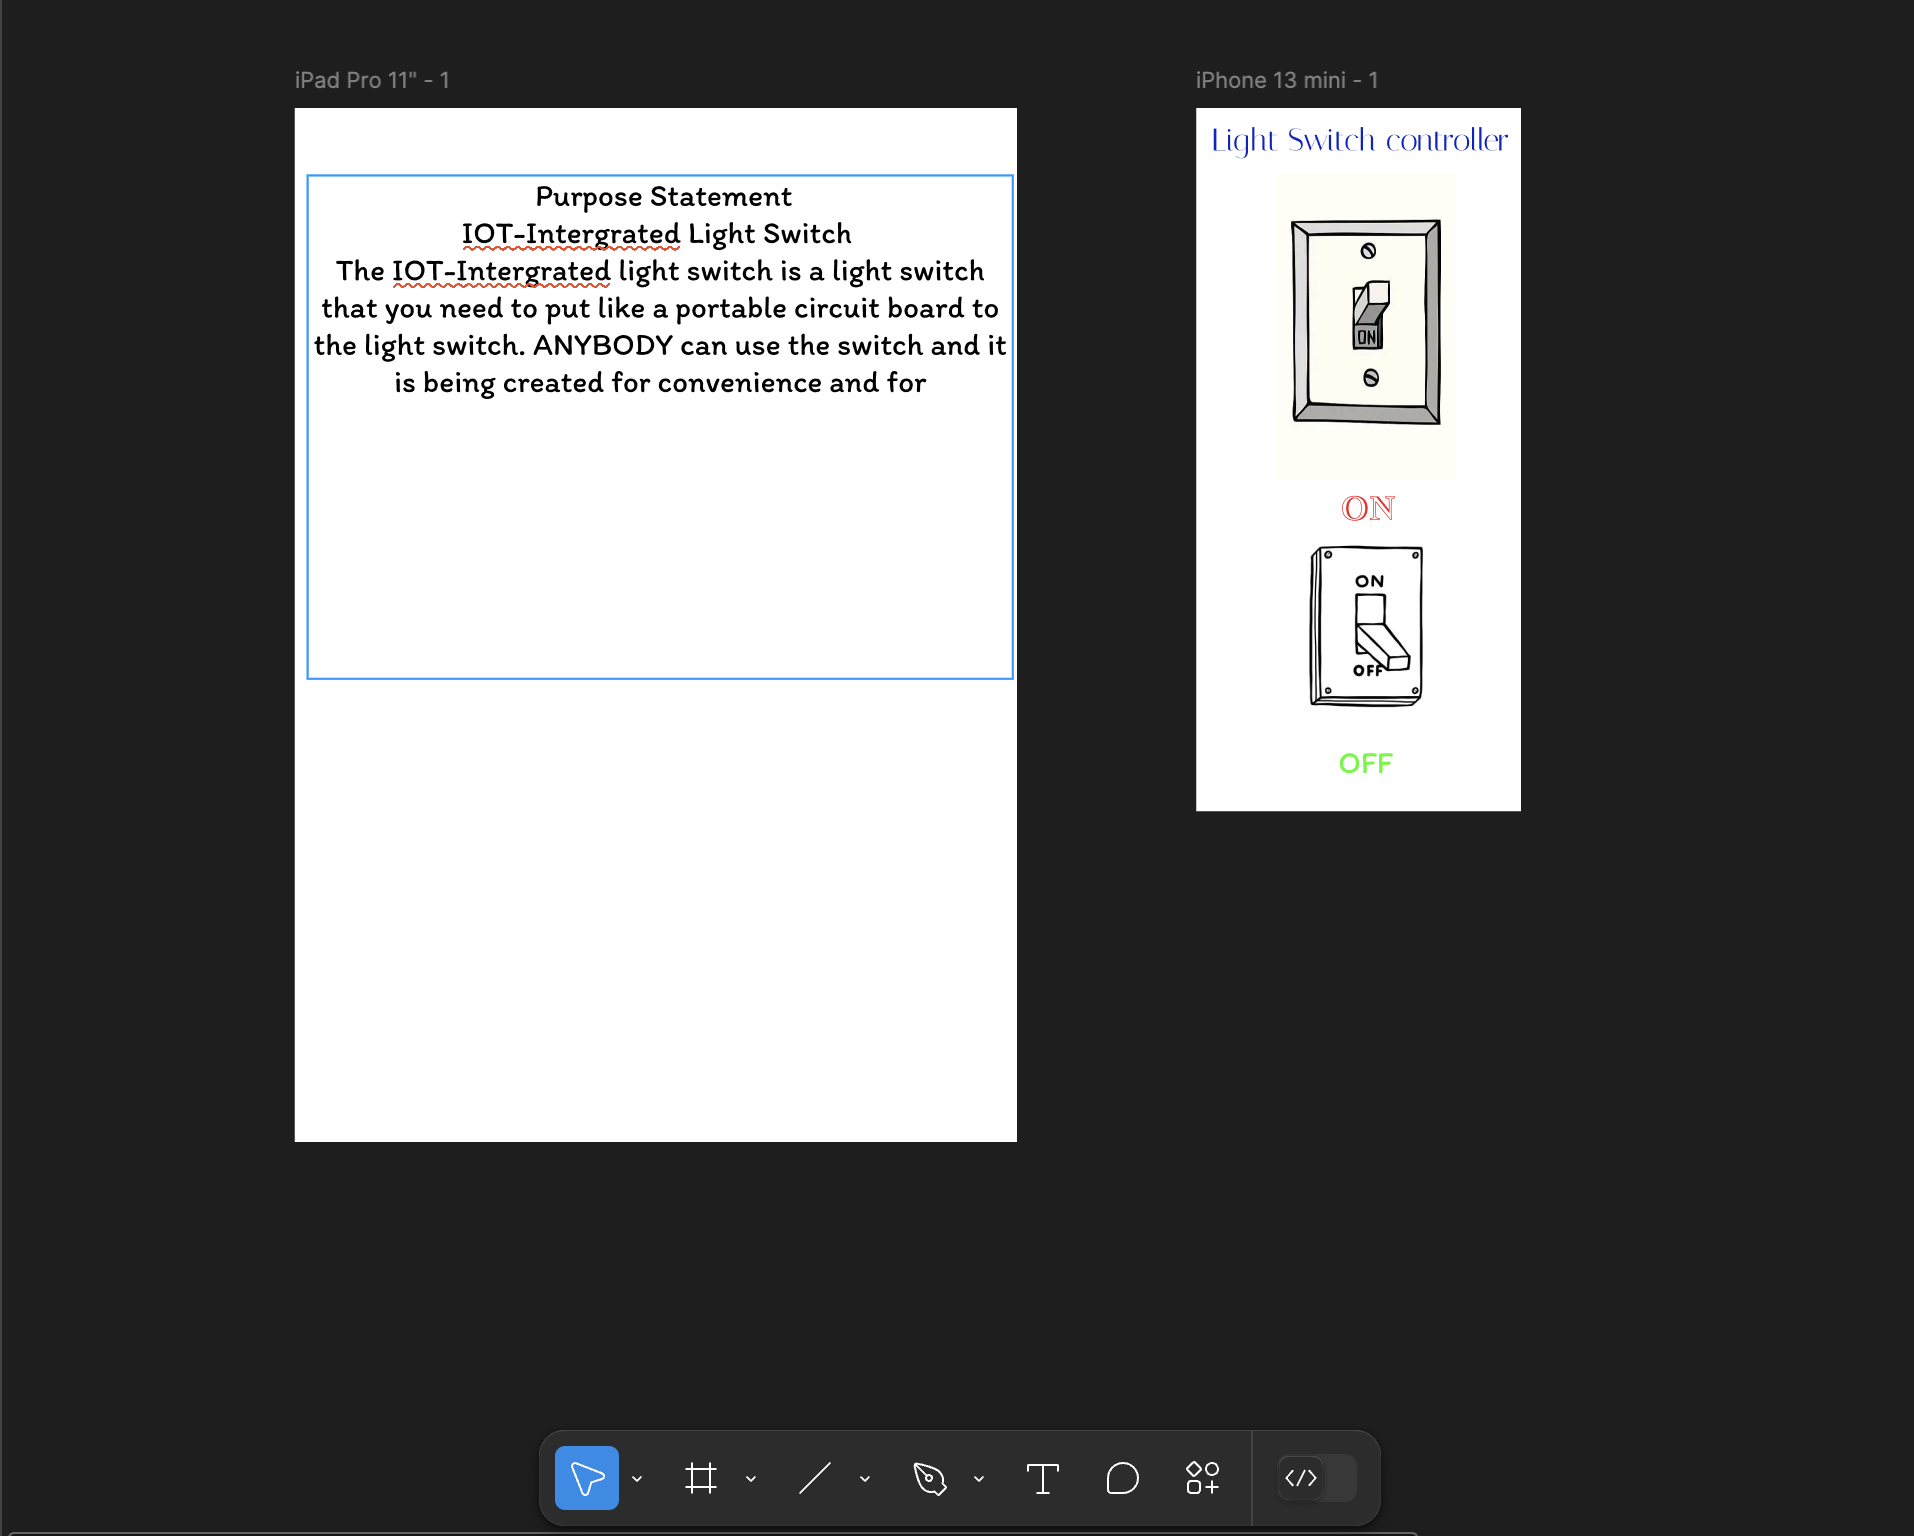 iPad Pro 11" - 1
Purpose Statement
IOT-Intergrated Light Switch
The IOT-Intergrated light switch is a light switch
that you need to put like a portable circuit board to
the light switch. ANYBODY can use the switch and it
is being created for convenience and for
iPhone 13 mini - 1
Light Switch controller
ON
ON
ON
OFF
OFF